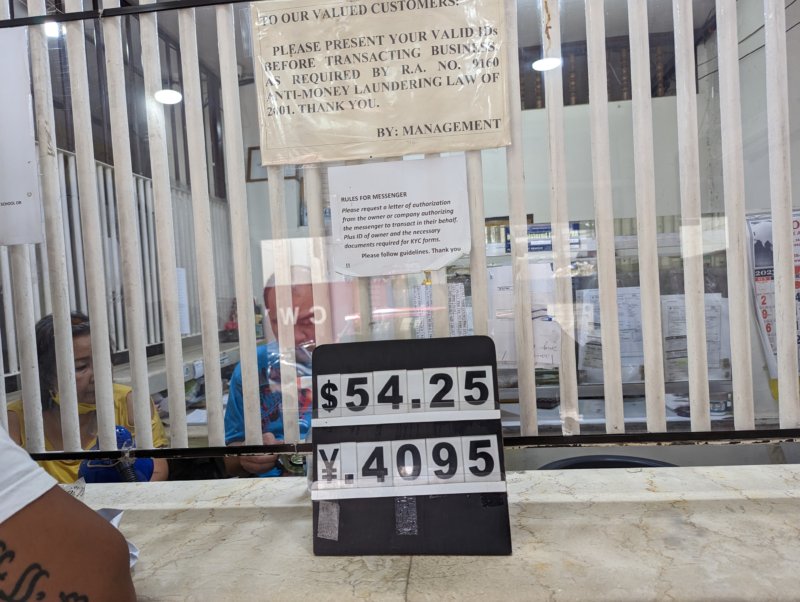 TO OUR VALUED CUSTOMERS:
PLEASE PRESENT YOUR VALID IDs
BEFORE TRANSACTING BUSINESS
AS REQUIRED BY R.A. NO. 9160
ANTI-MONEY LAUNDERING LAW OF
2001. THANK YOU.
BY: MANAGEMENT
RULES FOR MESSENGER
Please request a letter of authorization
from the owner or company authorizing
the messenger to transact in their behalf.
Plus ID of owner and the necessary
documents required for KYC forms.
Please follow guidelines. Thank you
SCHOOL OR
$54.25
¥.4095